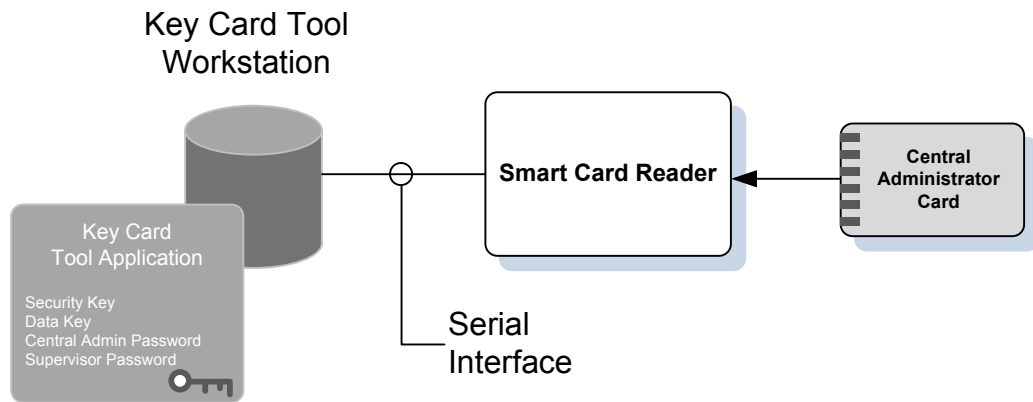 Key Card Tool
Workstation
Smart Card Reader
Central
Administrator
Card
Key Card
Tool Application
Security Key
Data Key
Central Admin Password
Supervisor Password
Serial
Interface